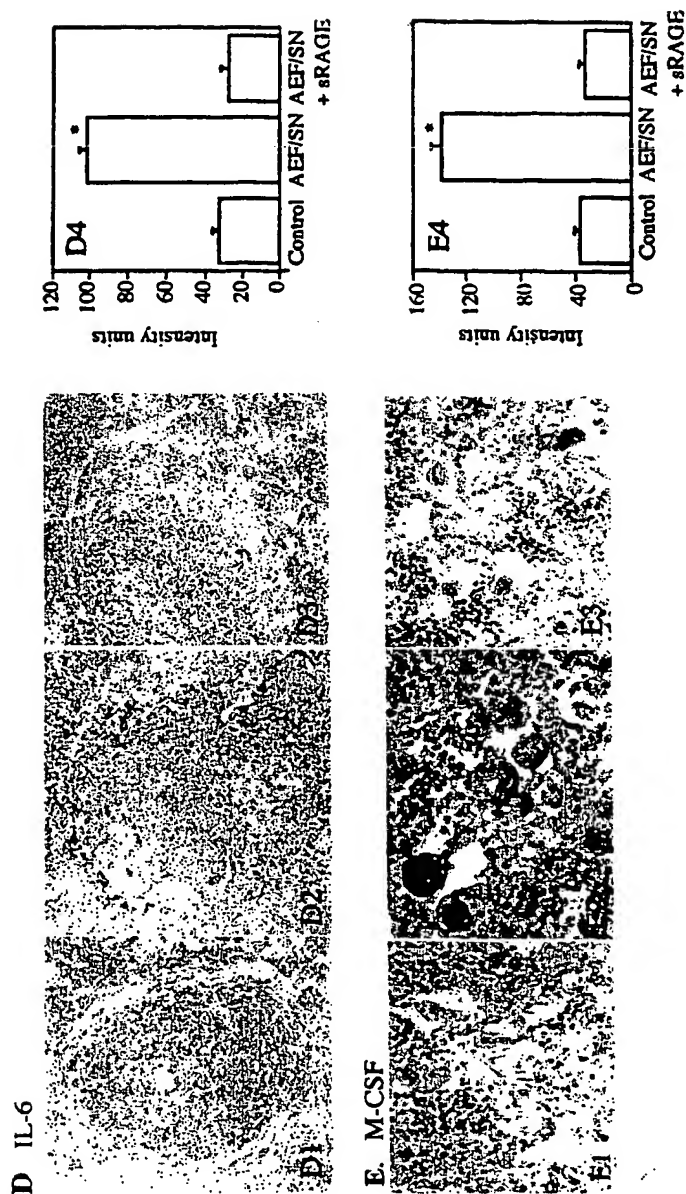 D IL-6
D1
D2
D3
D4
Intensity units
120
100
80
60
40
20
0
*
Control AEF/SN AEF/SN
+ sRAGE
E. M-CSF
E1
E3
E4
Intensity units
160
120
80
40
0
*
Control AEF/SN AEF/SN
+ sRAGE